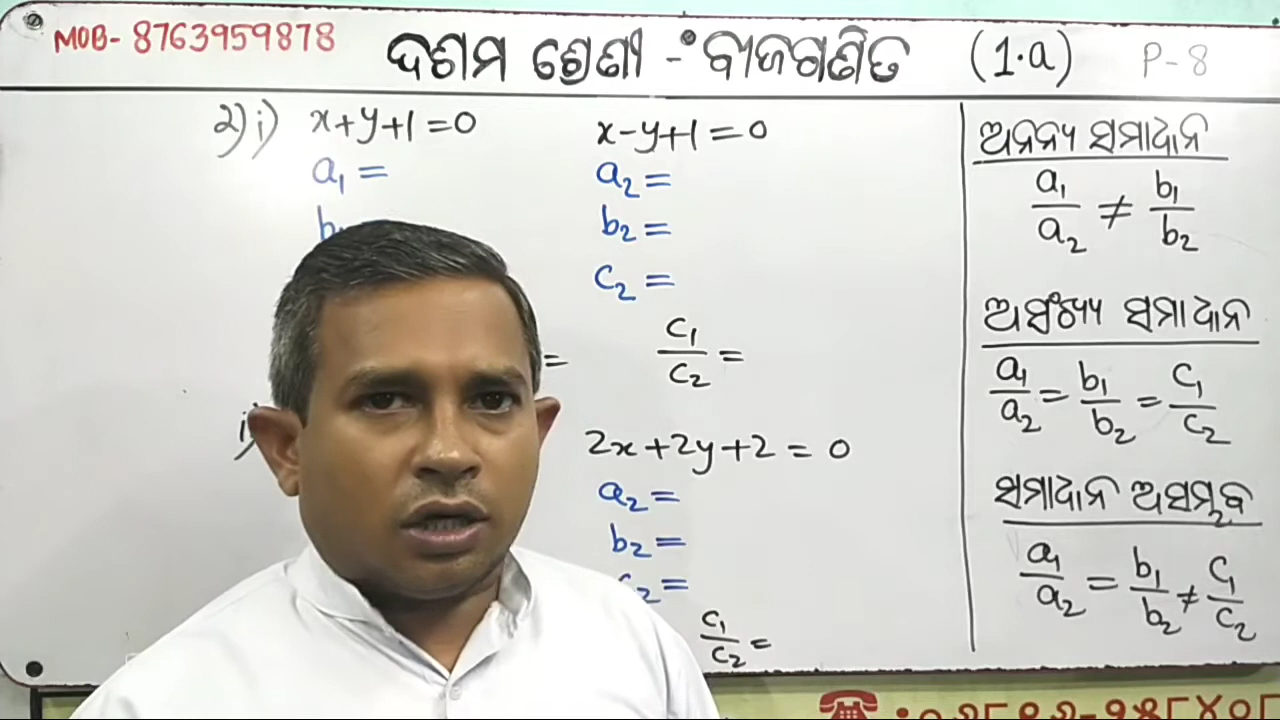 MOB- 8763959878 ଦଶମ ଶ୍ରେଣୀ - ବୀଜଗଣିତ (1·a) P-8
2) i) x+y+1=0 x-y+1=0
a₁ = a₂ =
b₂ =
c₂ =
= c₁/c₂ =
2x+2y+2 = 0
a₂ =
b₂ =
c₂ =
c₁/c₂ =
ଅନନ୍ୟ ସମାଧାନ
a₁/a₂ ≠ b₁/b₂
ଅସଂଖ୍ୟ ସମାଧାନ
a₁/a₂ = b₁/b₂ = c₁/c₂
ସମାଧାନ ଅସମ୍ଭବ
a₁/a₂ = b₁/b₂ ≠ c₁/c₂